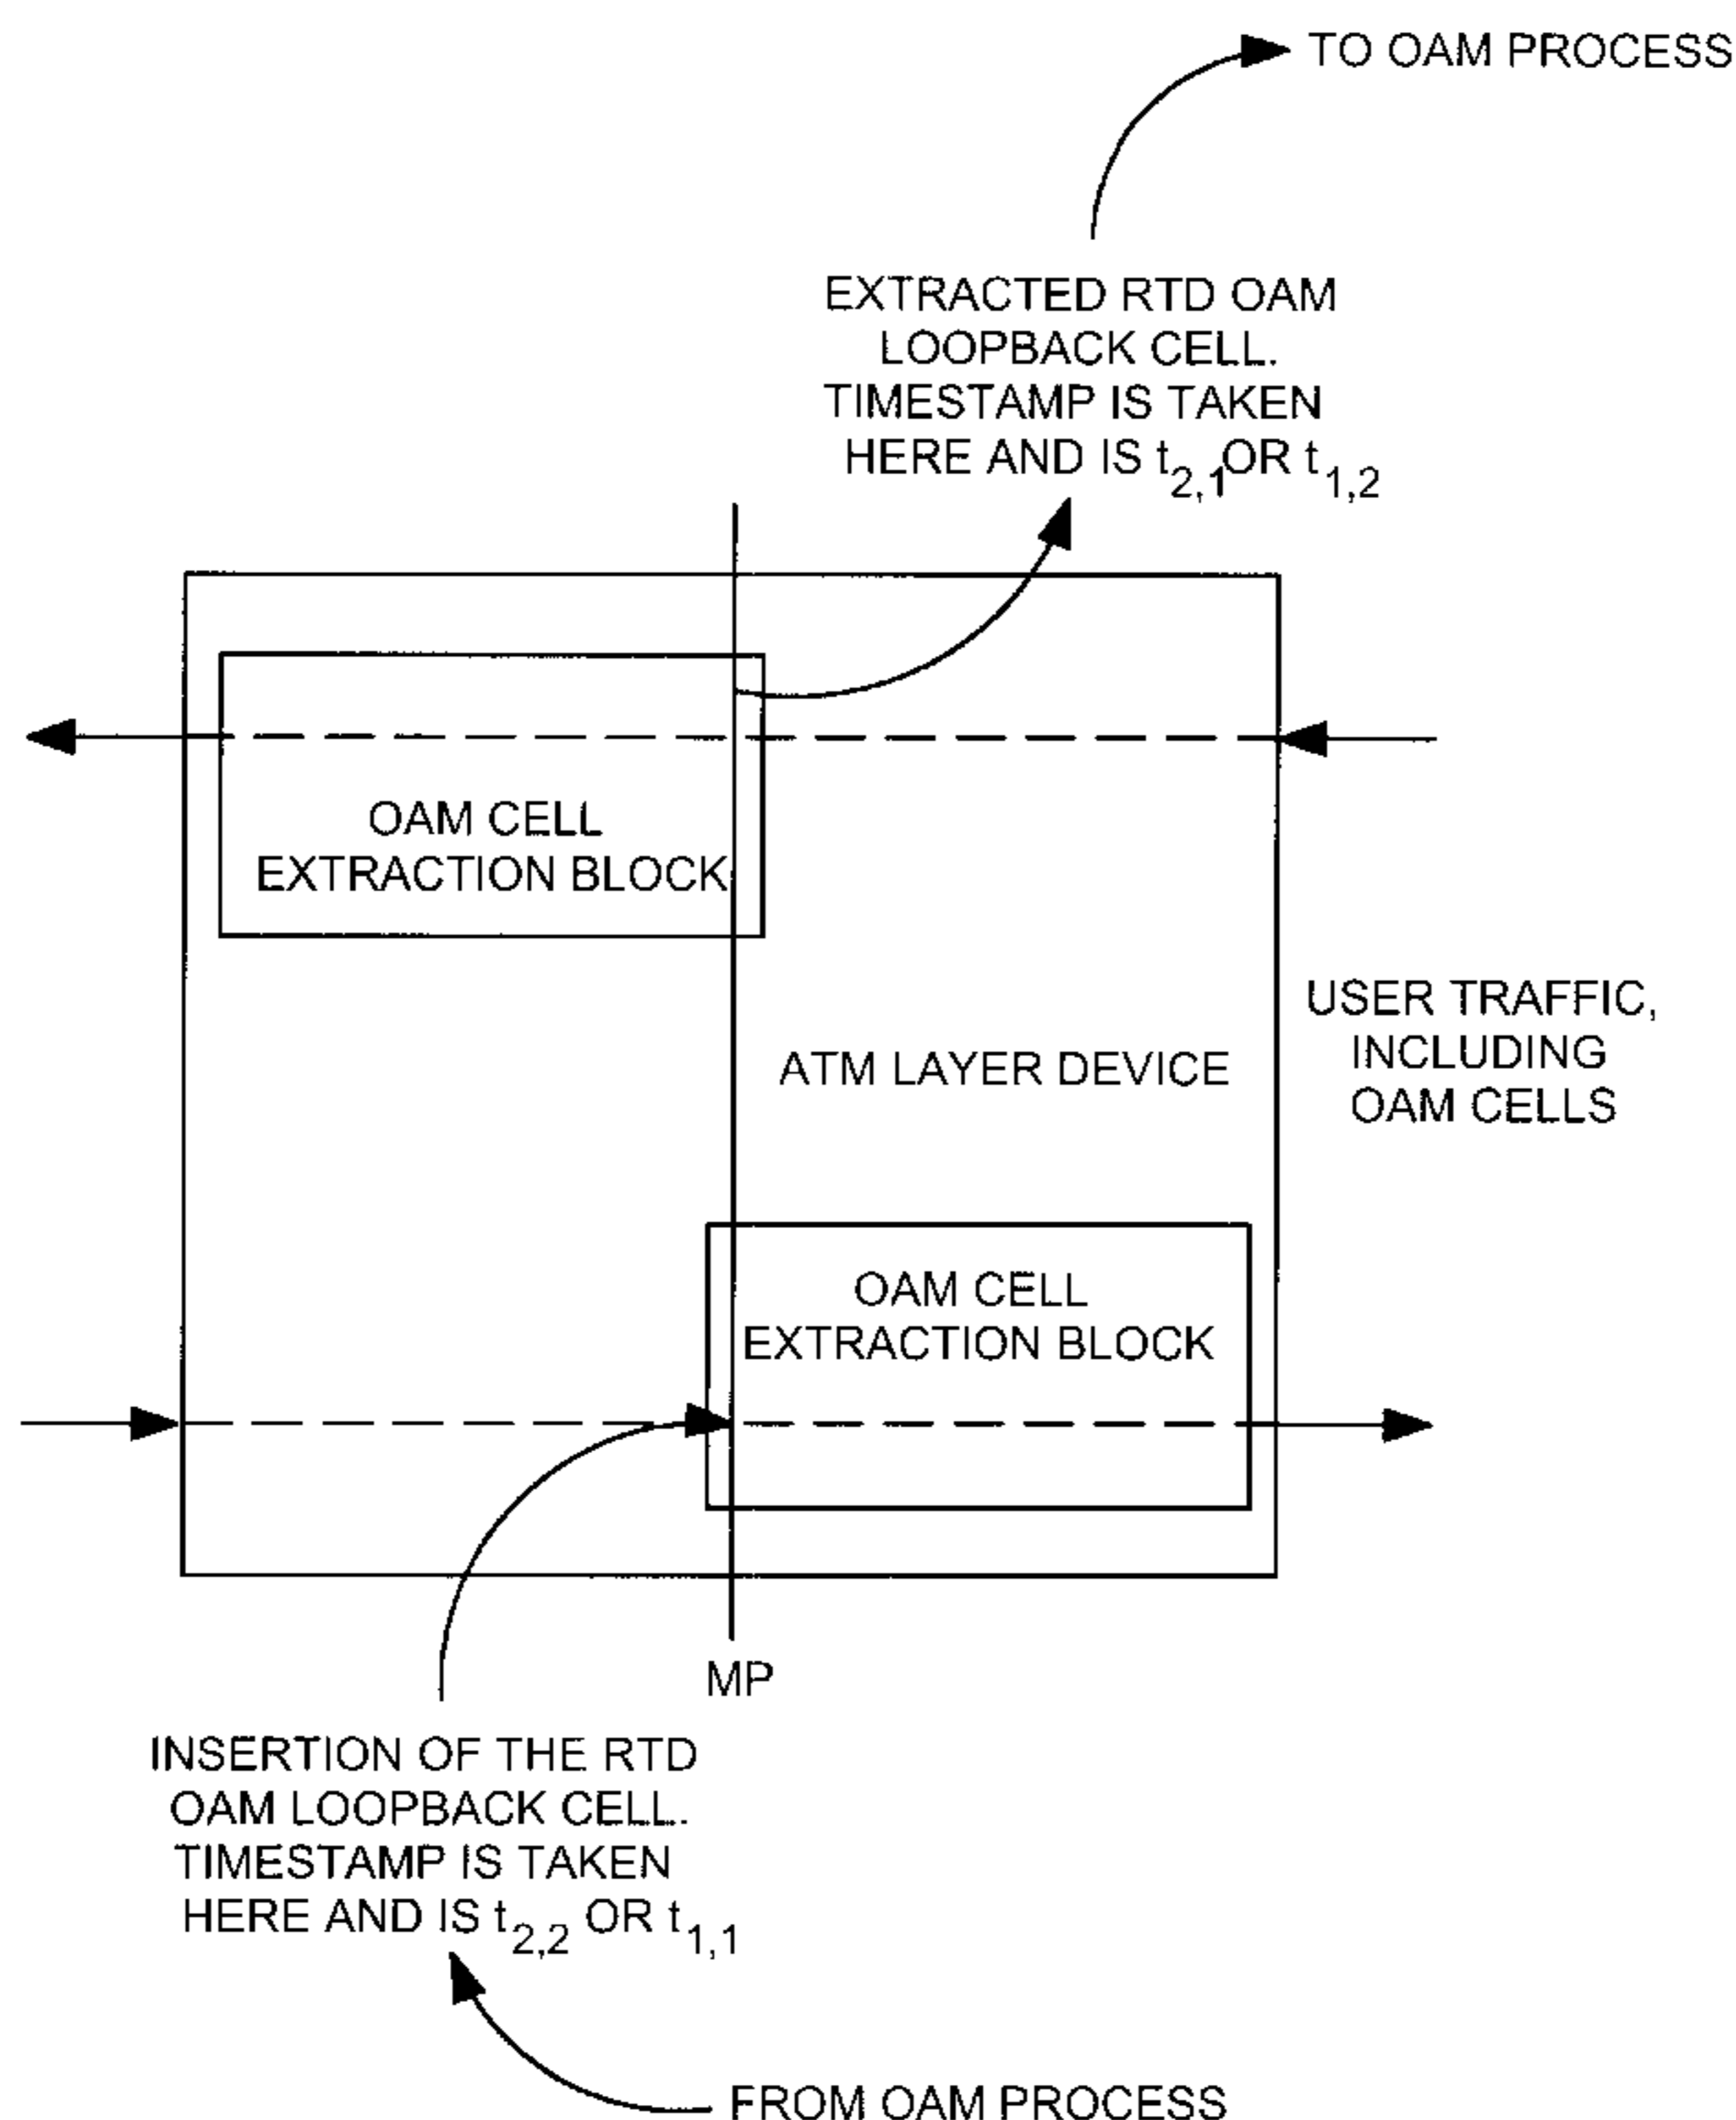 TO OAM PROCESS
EXTRACTED RTD OAM
LOOPBACK CELL.
TIMESTAMP IS TAKEN
HERE AND IS t2,1 OR t1,2
OAM CELL
EXTRACTION BLOCK
USER TRAFFIC,
INCLUDING
OAM CELLS
ATM LAYER DEVICE
OAM CELL
EXTRACTION BLOCK
MP
INSERTION OF THE RTD
OAM LOOPBACK CELL.
TIMESTAMP IS TAKEN
HERE AND IS t2,2 OR t1,1
FROM OAM PROCESS